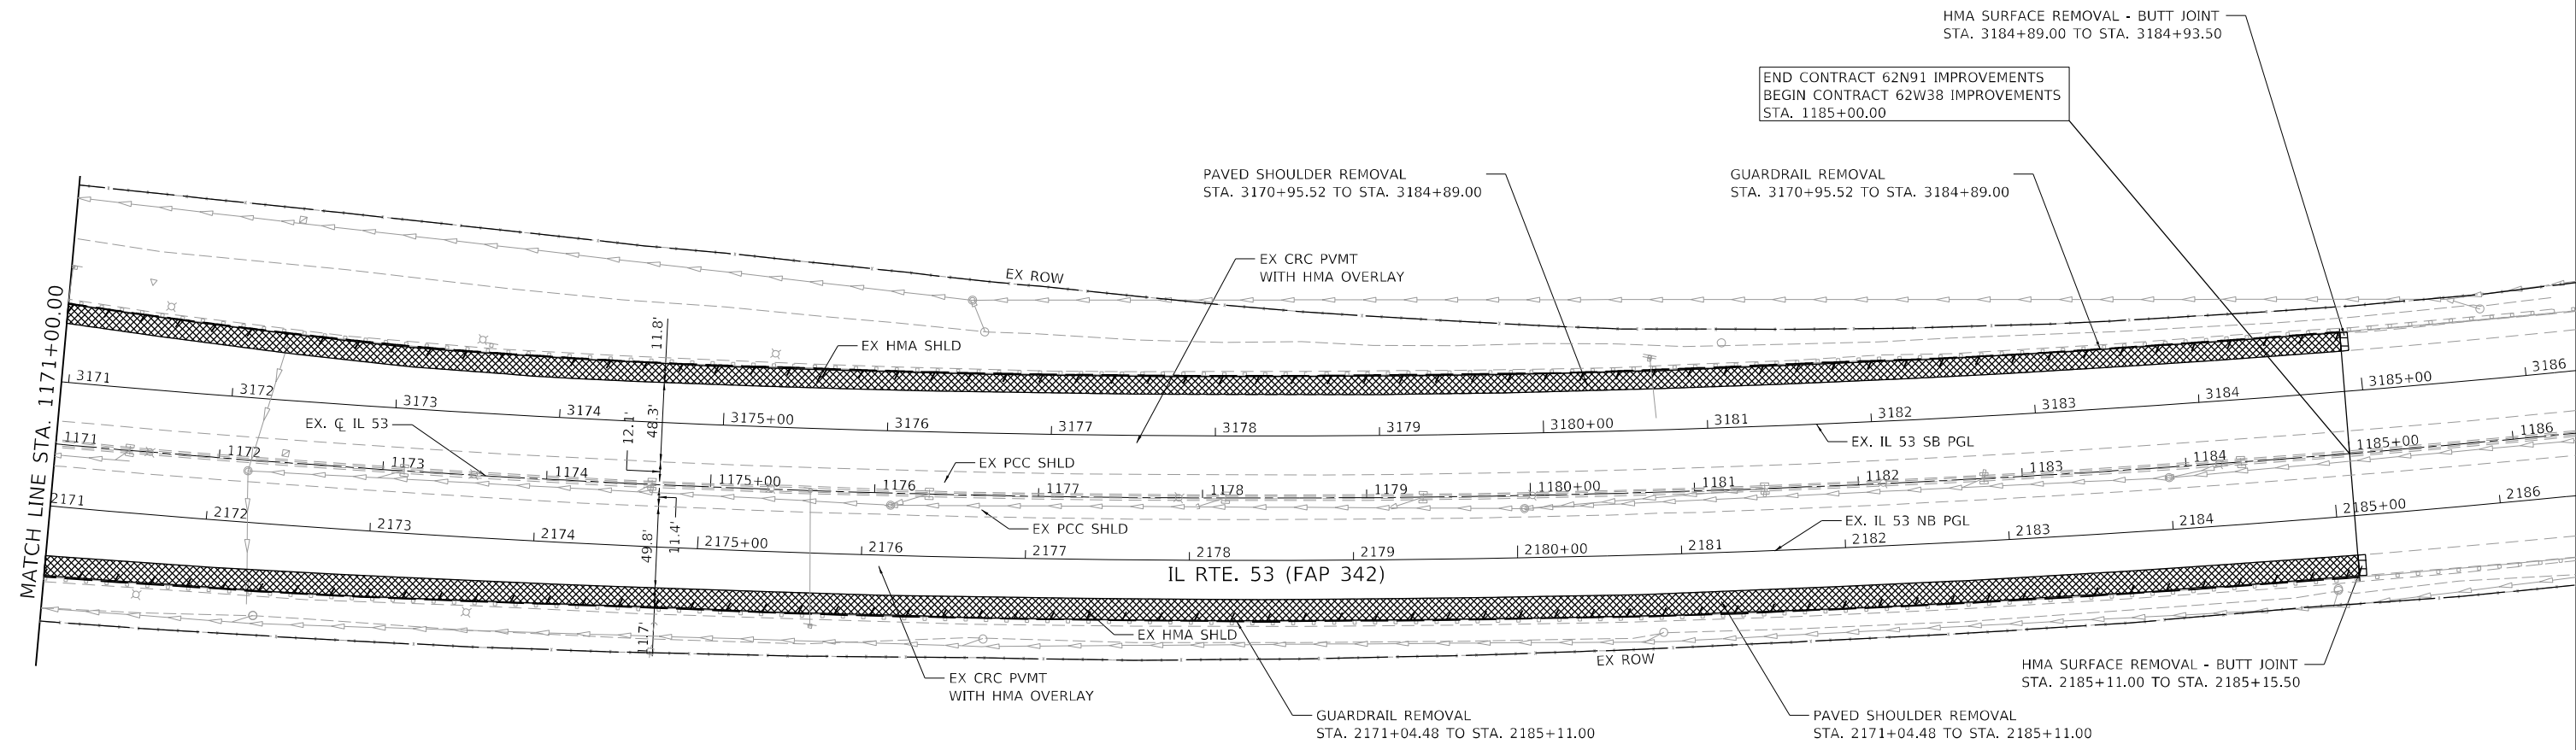 HMA SURFACE REMOVAL - BUTT JOINT
STA. 3184+89.00 TO STA. 3184+93.50
END CONTRACT 62N91 IMPROVEMENTS
BEGIN CONTRACT 62W38 IMPROVEMENTS
STA. 1185+00.00
PAVED SHOULDER REMOVAL
STA. 3170+95.52 TO STA. 3184+89.00
GUARDRAIL REMOVAL
STA. 3170+95.52 TO STA. 3184+89.00
EX CRC PVMT
WITH HMA OVERLAY
EX ROW
MATCH LINE STA. 1171+00.00
EX HMA SHLD
11.8'
48.3'
12.1'
11.4'
49.8'
11.7'
3171
3172
3173
3174
3175+00
3176
3177
3178
3179
3180+00
3181
3182
3183
3184
3185+00
3186
EX. ℄ IL 53
EX. IL 53 SB PGL
1171
1172
1173
1174
1175+00
1176
1177
1178
1179
1180+00
1181
1182
1183
1184
1185+00
1186
EX PCC SHLD
EX PCC SHLD
EX. IL 53 NB PGL
2171
2172
2173
2174
2175+00
2176
2177
2178
2179
2180+00
2181
2182
2183
2184
2185+00
2186
IL RTE. 53 (FAP 342)
EX HMA SHLD
EX ROW
EX CRC PVMT
WITH HMA OVERLAY
HMA SURFACE REMOVAL - BUTT JOINT
STA. 2185+11.00 TO STA. 2185+15.50
GUARDRAIL REMOVAL
STA. 2171+04.48 TO STA. 2185+11.00
PAVED SHOULDER REMOVAL
STA. 2171+04.48 TO STA. 2185+11.00